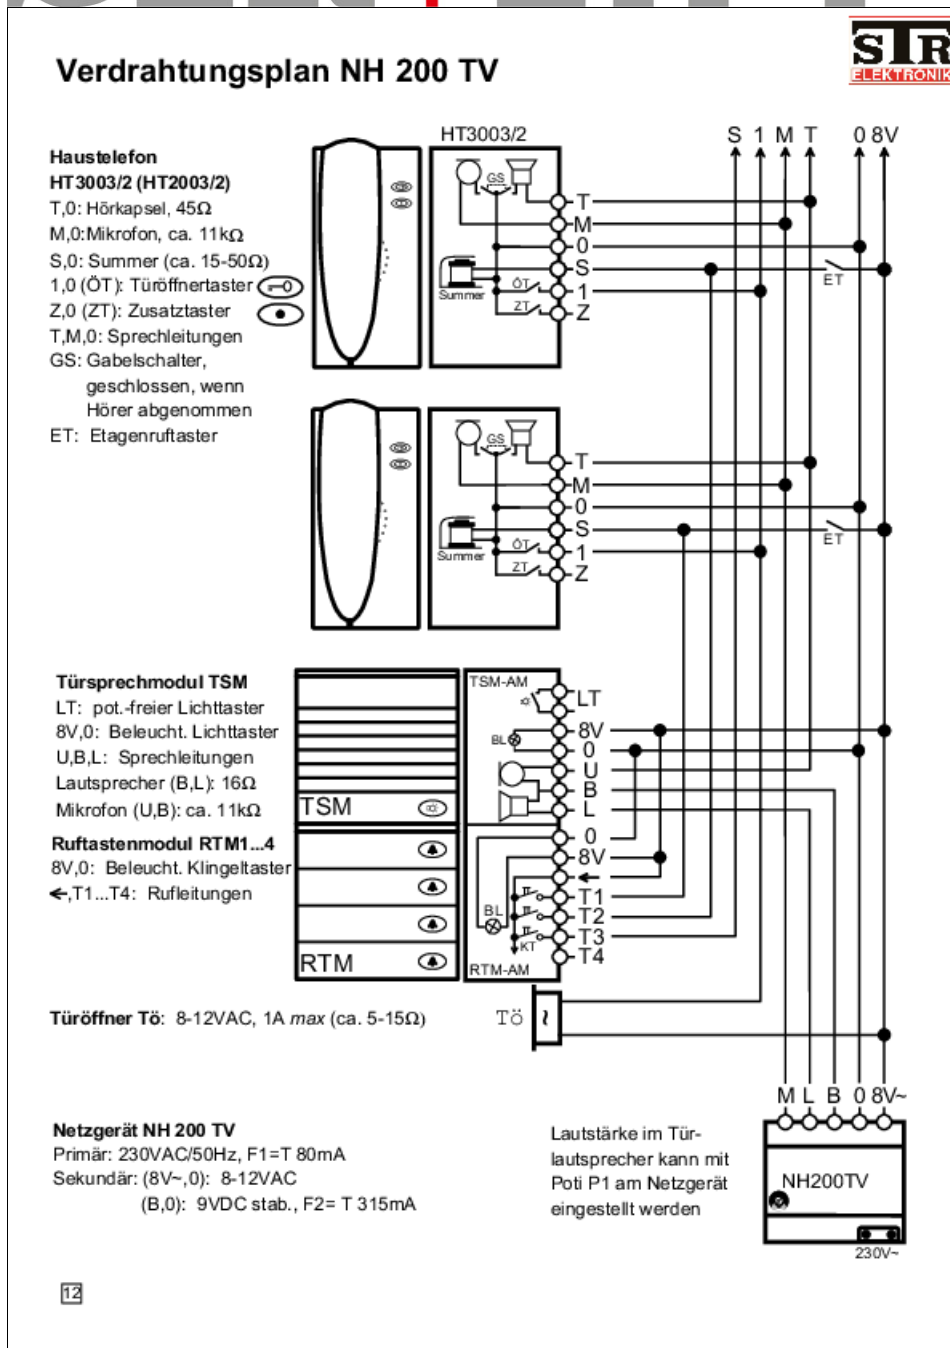 STR
ELEKTRONIK
Verdrahtungsplan NH 200 TV
Haustelefon
HT3003/2 (HT2003/2)
T,0: Hörkapsel, 45Ω
M,0:Mikrofon, ca. 11kΩ
S,0: Summer (ca. 15-50Ω)
1,0 (ÖT): Türöffnertaster
Z,0 (ZT): Zusatztaster
T,M,0: Sprechleitungen
GS: Gabelschalter,
geschlossen, wenn
Hörer abgenommen
ET: Etagenruftaster
HT3003/2
GS
Summer
ÖT
ZT
T
M
0
S
1
Z
S 1 M T 0 8V
ET
GS
Summer
ÖT
ZT
T
M
0
S
1
Z
ET
Türsprechmodul TSM
LT: pot.-freier Lichttaster
8V,0: Beleucht. Lichttaster
U,B,L: Sprechleitungen
Lautsprecher (B,L): 16Ω
Mikrofon (U,B): ca. 11kΩ
Ruftastenmodul RTM1...4
8V,0: Beleucht. Klingeltaster
←,T1...T4: Rufleitungen
TSM
RTM
TSM-AM
BL
LT
8V
0
U
B
L
0
8V
←
T1
T2
T3
T4
BL
KT
RTM-AM
Türöffner Tö: 8-12VAC, 1A max (ca. 5-15Ω)
Tö
~
Netzgerät NH 200 TV
Primär: 230VAC/50Hz, F1=T 80mA
Sekundär: (8V~,0): 8-12VAC
(B,0): 9VDC stab., F2= T 315mA
Lautstärke im Tür-
lautsprecher kann mit
Poti P1 am Netzgerät
eingestellt werden
M L B 0 8V~
NH200TV
230V~
12